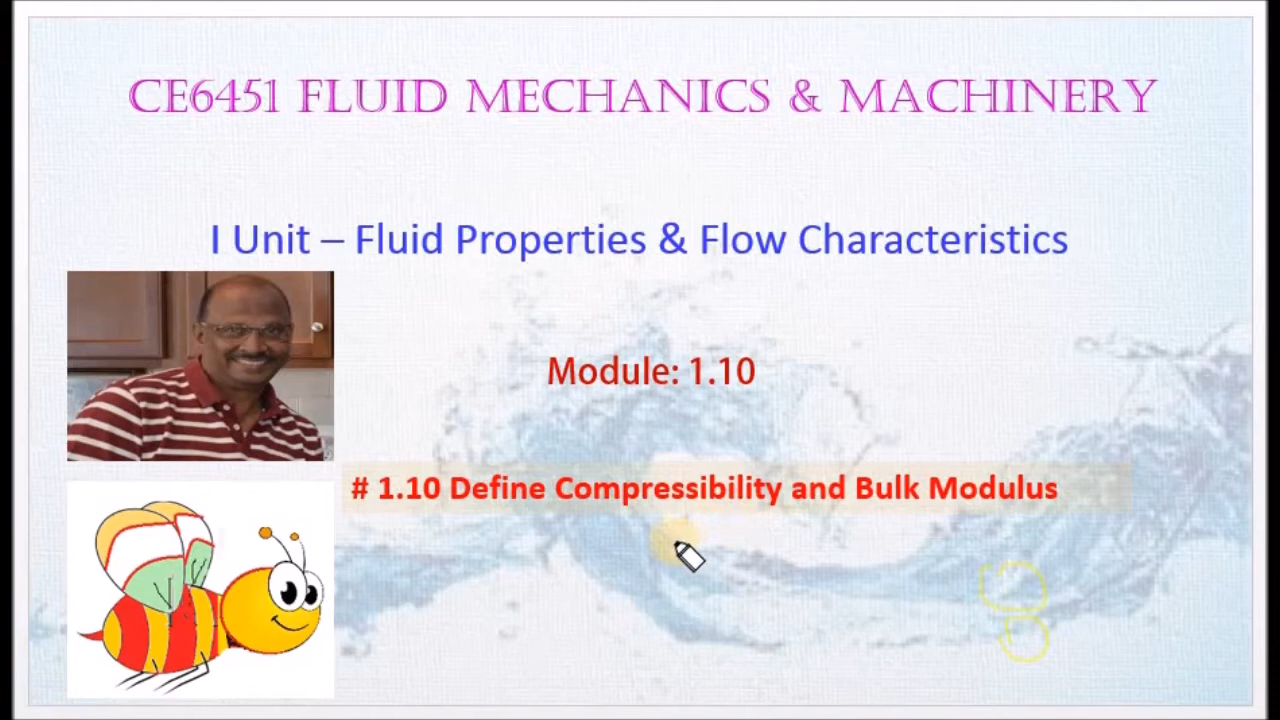 CE6451 FLUID MECHANICS & MACHINERY
I Unit – Fluid Properties & Flow Characteristics
Module: 1.10
# 1.10 Define Compressibility and Bulk Modulus